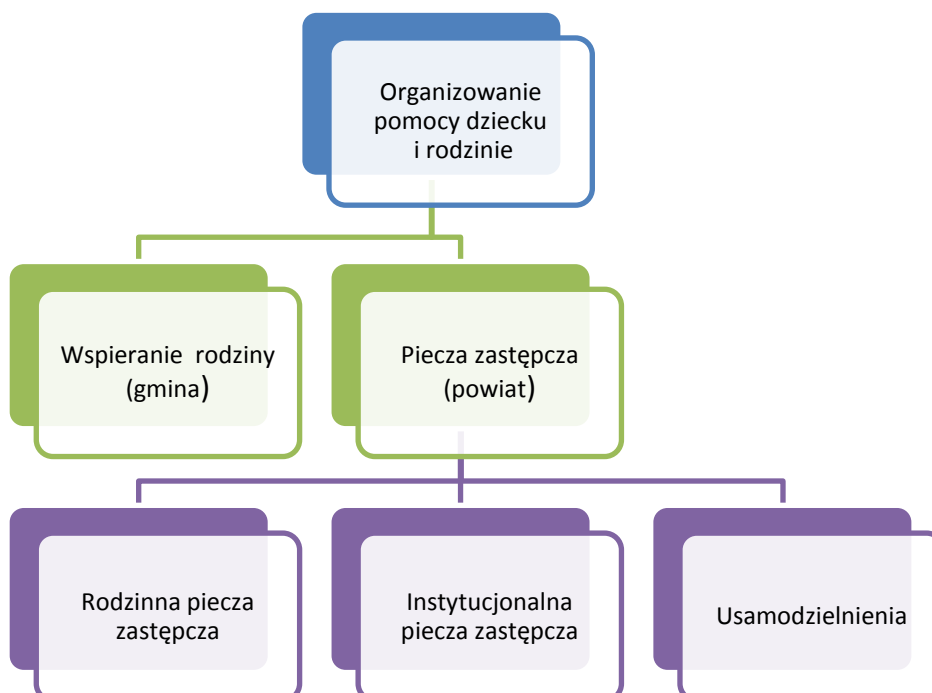 Organizowanie
pomocy dziecku
i rodzinie
Wspieranie rodziny
(gmina)
Piecza zastępcza
(powiat)
Rodzinna piecza
zastępcza
Instytucjonalna
piecza zastępcza
Usamodzielnienia